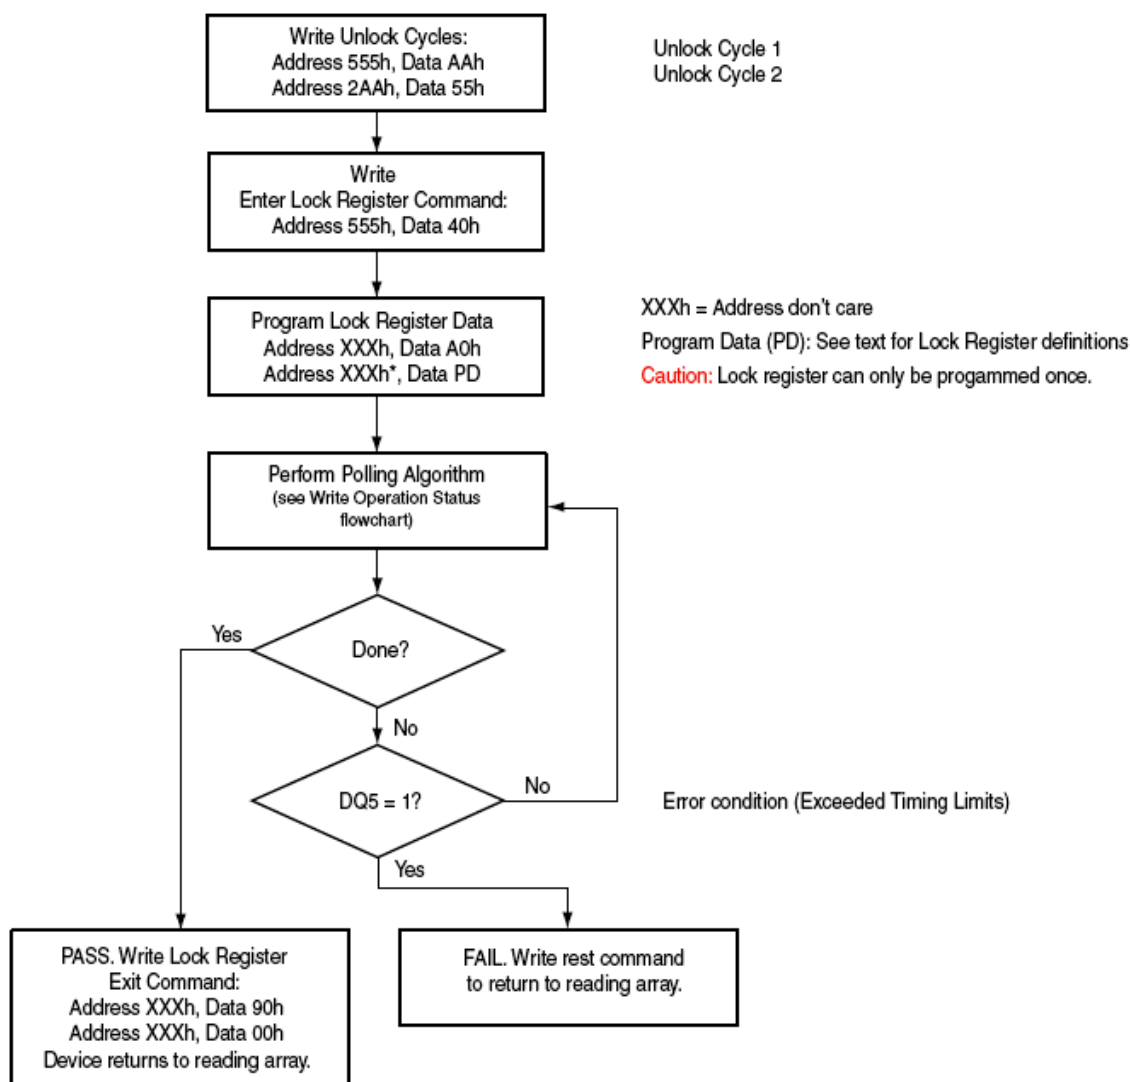 Write Unlock Cycles:
Address 555h, Data AAh
Address 2AAh, Data 55h
Unlock Cycle 1
Unlock Cycle 2
Write
Enter Lock Register Command:
Address 555h, Data 40h
Program Lock Register Data
Address XXXh, Data A0h
Address XXXh*, Data PD
XXXh = Address don't care
Program Data (PD): See text for Lock Register definitions
Caution: Lock register can only be progammed once.
Perform Polling Algorithm
(see Write Operation Status
flowchart)
Yes
Done?
No
DQ5 = 1?
No
Error condition (Exceeded Timing Limits)
Yes
PASS. Write Lock Register
Exit Command:
Address XXXh, Data 90h
Address XXXh, Data 00h
Device returns to reading array.
FAIL. Write rest command
to return to reading array.